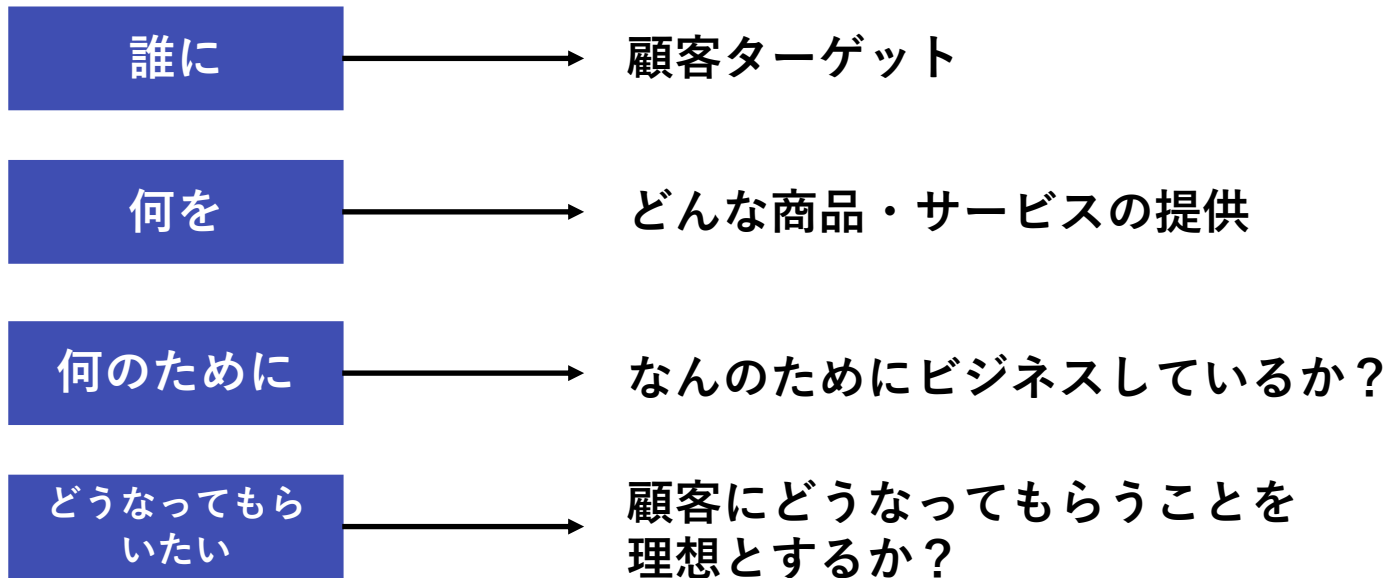 誰に
顧客ターゲット
何を
どんな商品・サービスの提供
何のために
なんのためにビジネスしているか？
どうなってもら
いたい
顧客にどうなってもらうことを
理想とするか？